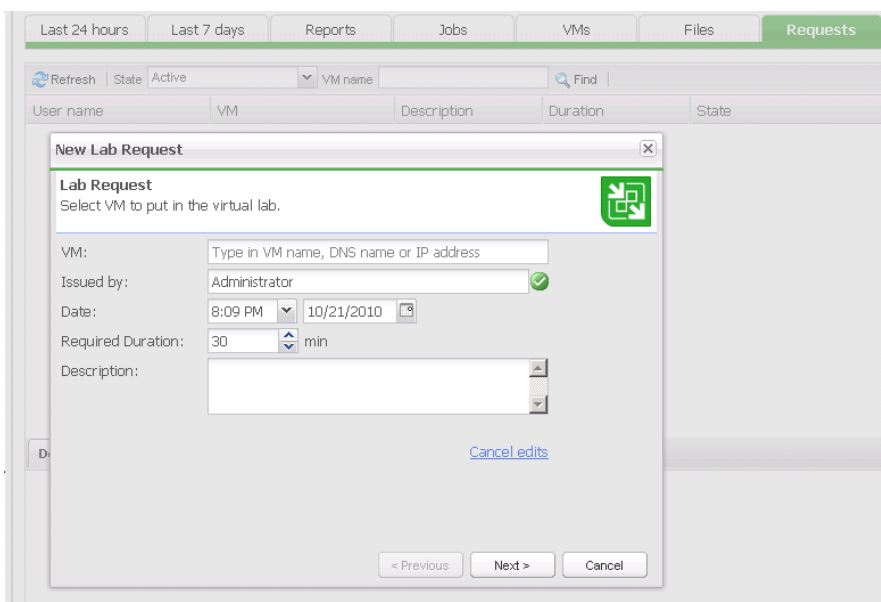 Last 24 hours Last 7 days Reports Jobs VMs Files Requests
Refresh State Active VM name Find
User name VM Description Duration State
New Lab Request
Lab Request
Select VM to put in the virtual lab.
VM: Type in VM name, DNS name or IP address
Issued by: Administrator
Date: 8:09 PM 10/21/2010
Required Duration: 30 min
Description:
Cancel edits
< Previous Next > Cancel